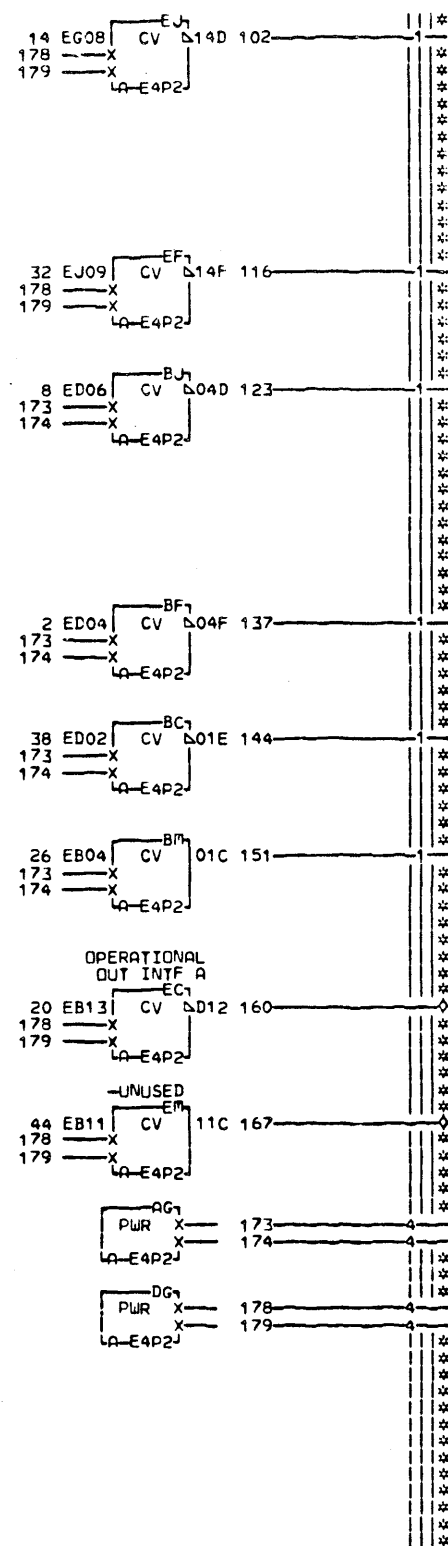 EJ
14 EG08 CV 14D 102 1
178 X
179 X
A E4P2
EF
32 EJ09 CV 14F 116 1
178 X
179 X
A E4P2
BJ
8 ED06 CV 04D 123 1
173 X
174 X
A E4P2
BF
2 ED04 CV 04F 137 1
173 X
174 X
A E4P2
BC
38 ED02 CV 01E 144 1
173 X
174 X
A E4P2
BM
26 EB04 CV 01C 151 1
173 X
174 X
A E4P2
OPERATIONAL
OUT INTF A
EC
20 EB13 CV D12 160
178 X
179 X
A E4P2
-UNUSED
EM
44 EB11 CV 11C 167
178 X
179 X
A E4P2
AG
PWR X 173 4
X 174 4
A E4P2
DG
PWR X 178 4
X 179 4
A E4P2